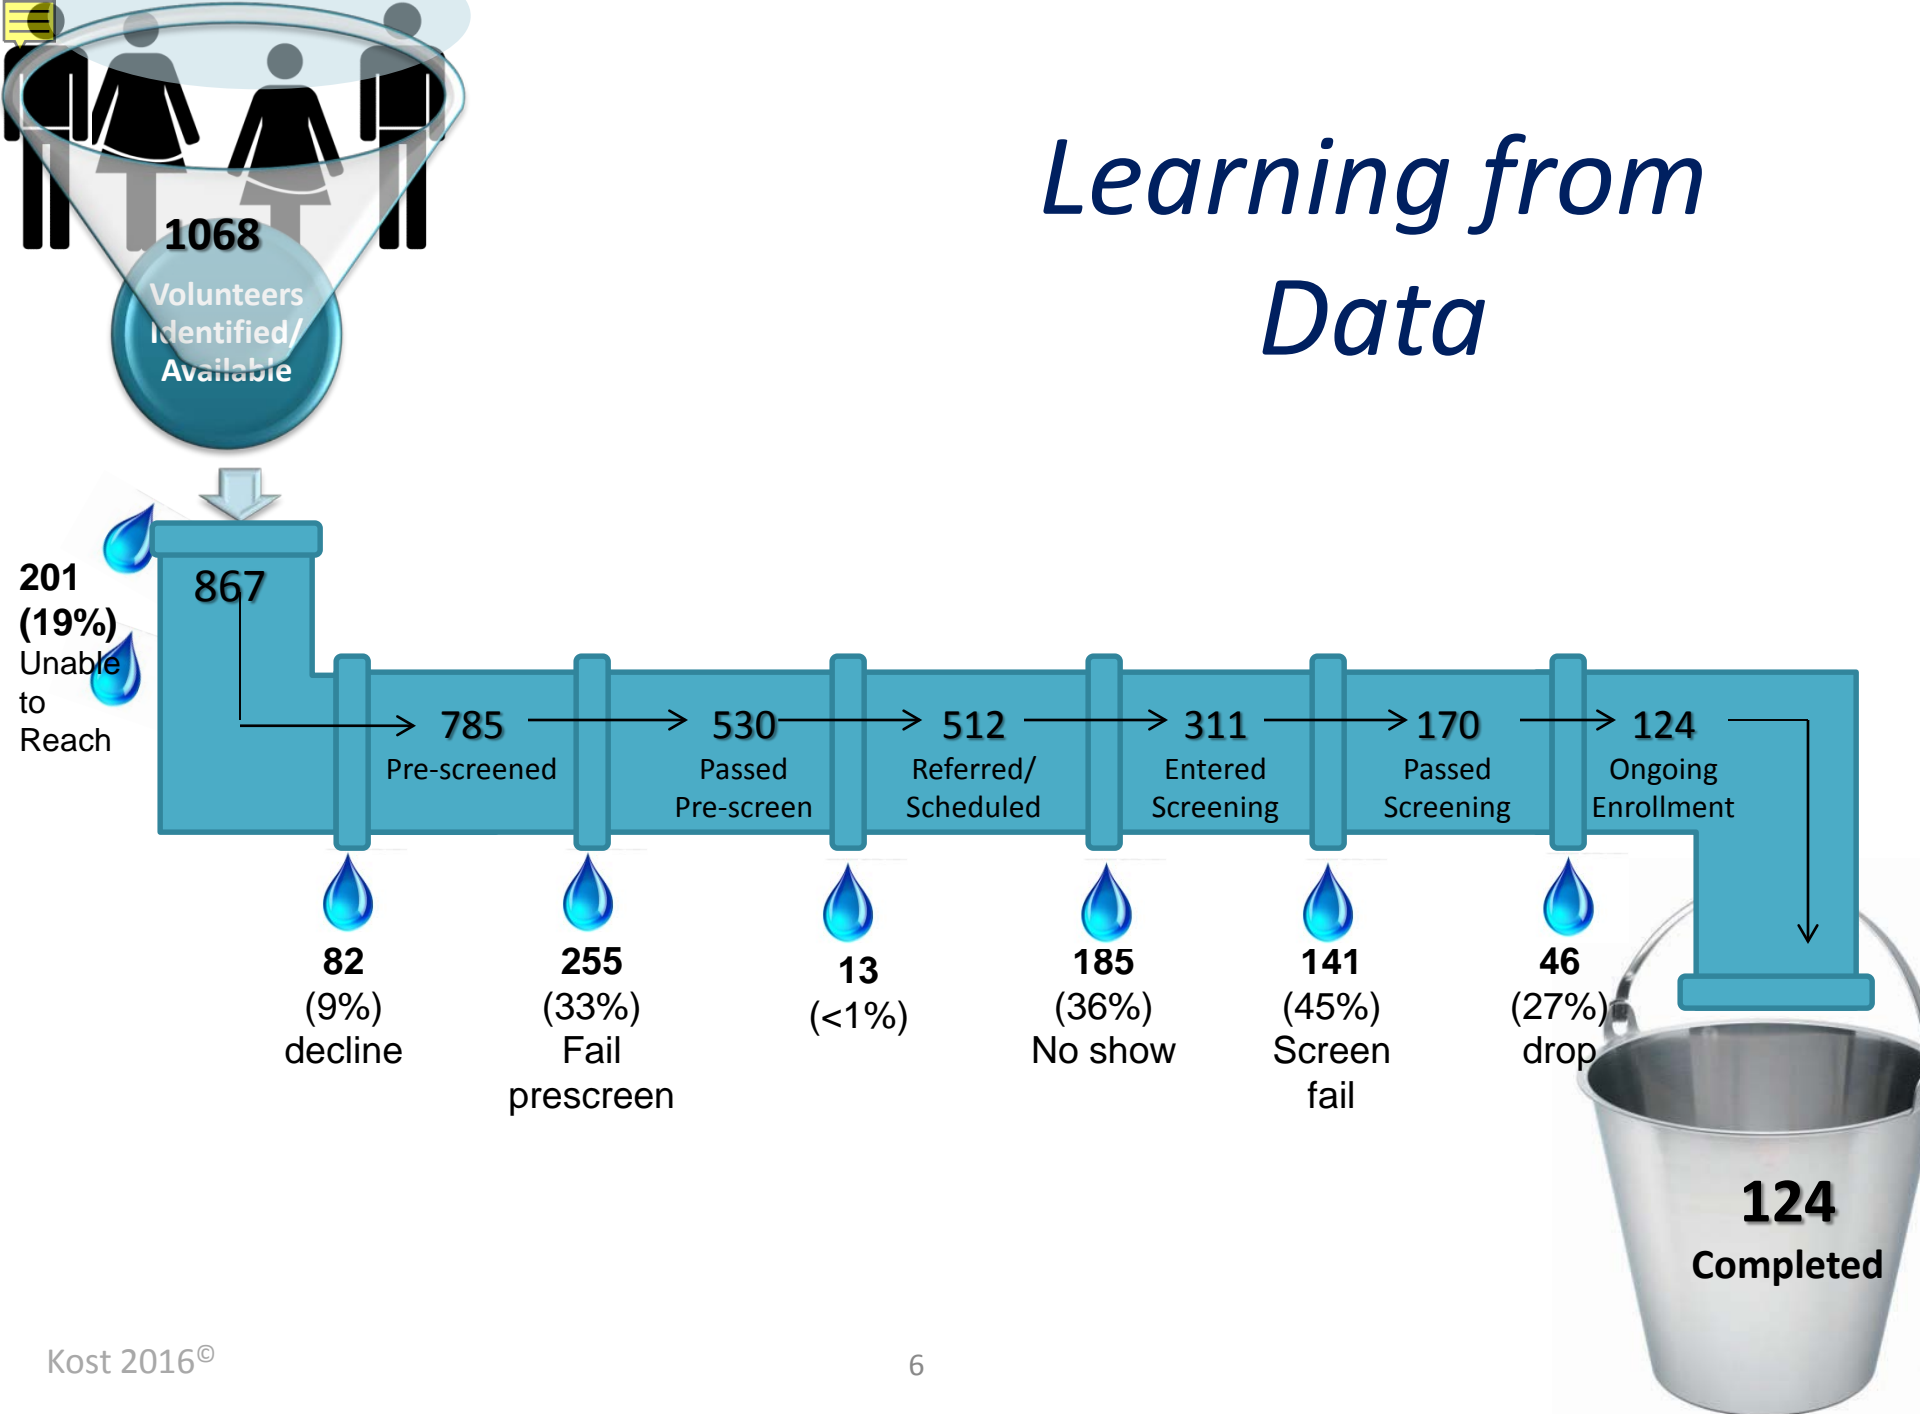 Learning from
Data
1068
Volunteers
Identified/
Available
201
(19%)
Unable
to
Reach
867
785
Pre-screened
530
Passed
Pre-screen
512
Referred/
Scheduled
311
Entered
Screening
170
Passed
Screening
124
Ongoing
Enrollment
82
(9%)
decline
255
(33%)
Fail
prescreen
13
(<1%)
185
(36%)
No show
141
(45%)
Screen
fail
46
(27%)
drop
124
Completed
Kost 2016©
6